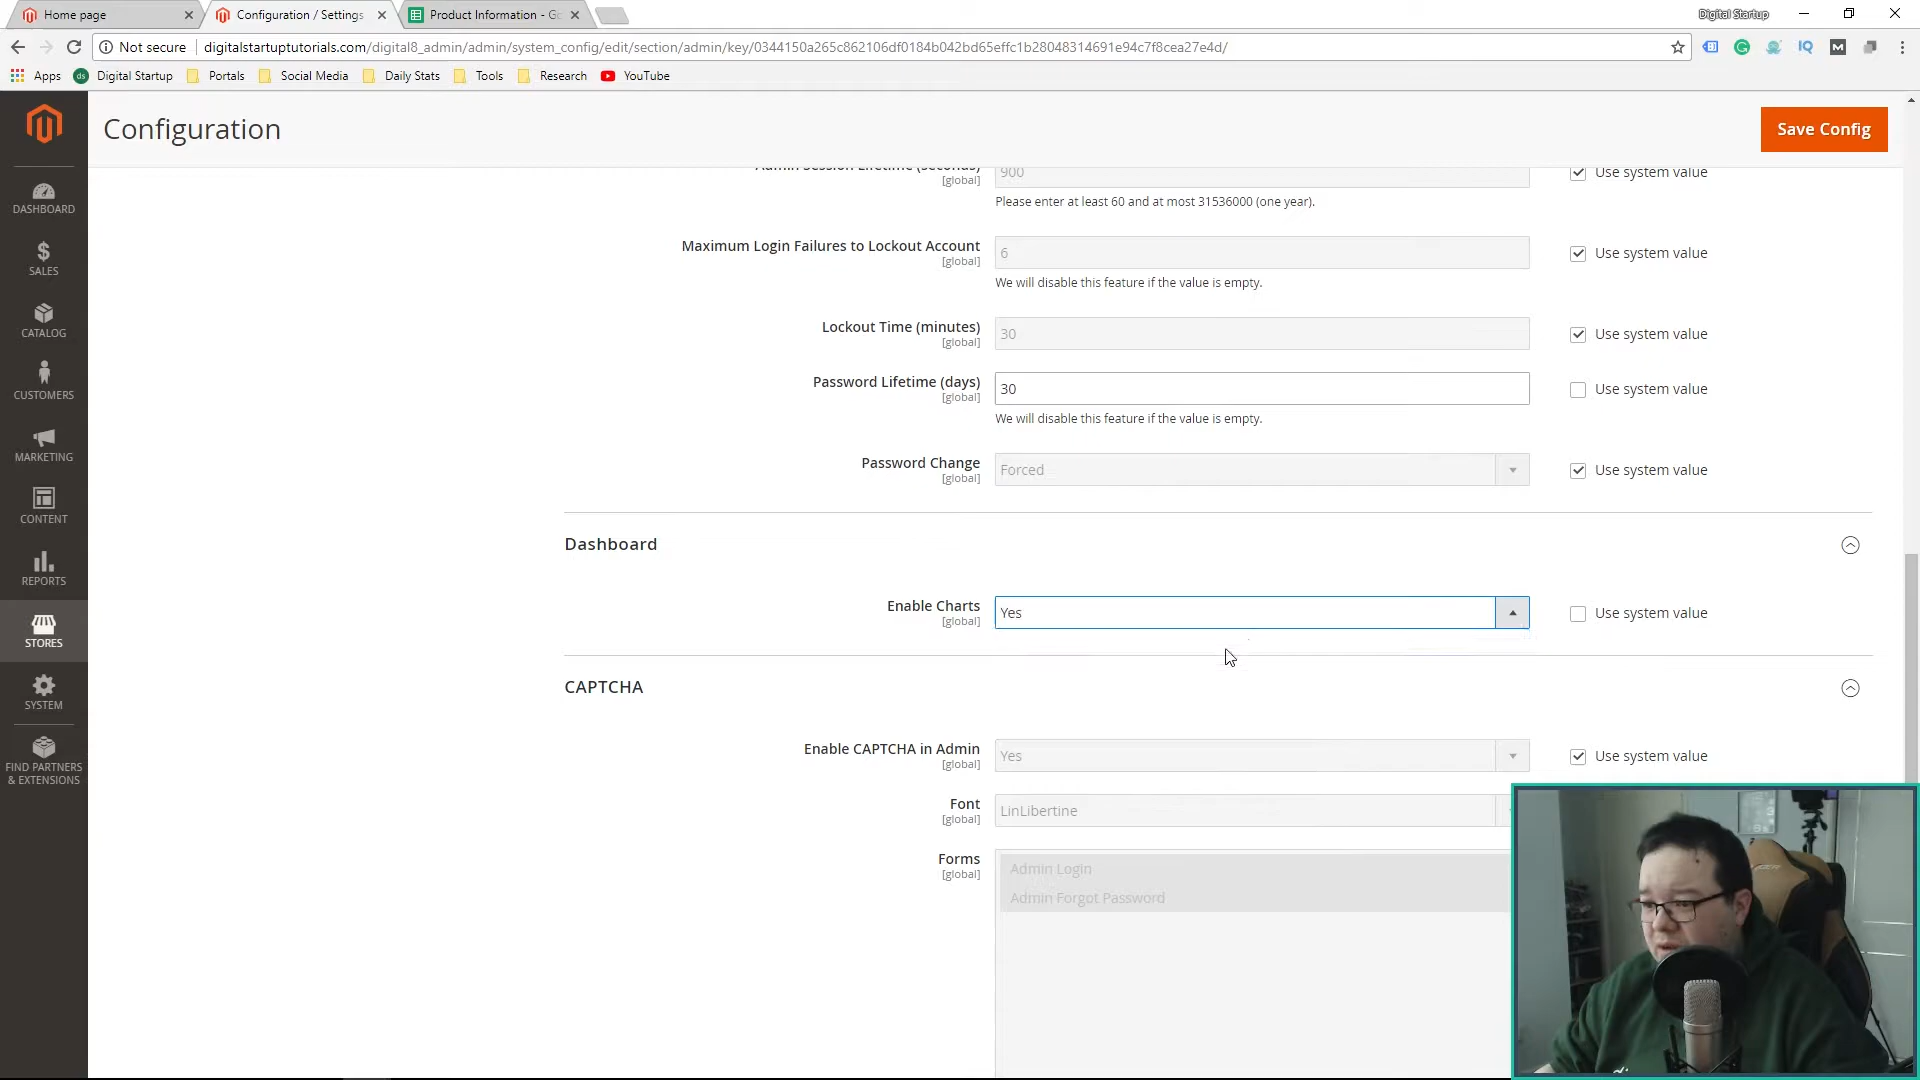 Home page
Configuration / Settings
Product Information - Go
Digital Startup
Not secure
digitalstartuptutorials.com/digital8_admin/admin/system_config/edit/section/admin/key/0344150a265c862106df0184b042bd65effc1b28048314691e94c7f8cea27e4d/
Apps
Digital Startup
Portals
Social Media
Daily Stats
Tools
Research
YouTube
Configuration
Save Config
Admin Session Lifetime (seconds)
[global]
900
Use system value
Please enter at least 60 and at most 31536000 (one year).
Maximum Login Failures to Lockout Account
[global]
6
Use system value
We will disable this feature if the value is empty.
Lockout Time (minutes)
[global]
30
Use system value
Password Lifetime (days)
[global]
30
Use system value
We will disable this feature if the value is empty.
Password Change
[global]
Forced
Use system value
Dashboard
Enable Charts
[global]
Yes
Use system value
CAPTCHA
Enable CAPTCHA in Admin
[global]
Yes
Use system value
Font
[global]
LinLibertine
Forms
[global]
Admin Login
Admin Forgot Password
DASHBOARD
SALES
CATALOG
CUSTOMERS
MARKETING
CONTENT
REPORTS
STORES
SYSTEM
FIND PARTNERS
& EXTENSIONS